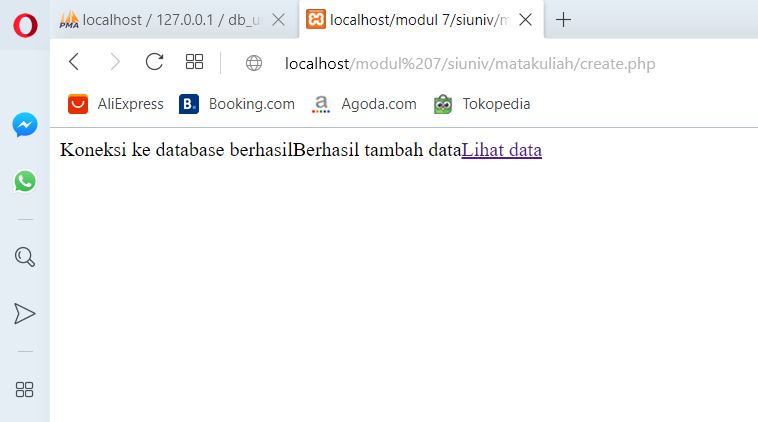 PMA localhost / 127.0.0.1 / db_u
localhost/modul 7/siuniv/m
localhost/modul%207/siuniv/matakuliah/create.php
AliExpress B. Booking.com a Agoda.com Tokopedia
Koneksi ke database berhasilBerhasil tambah dataLihat data